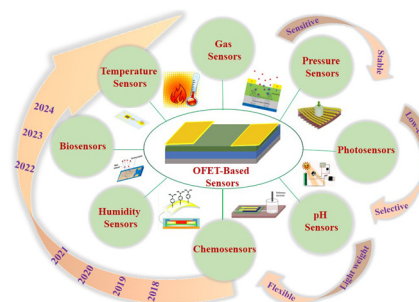 Gas
Sensors
Sensitive
Stable
Temperature
Sensors
Pressure
Sensors
2024
2023
2022
Biosensors
OFET-Based
Sensors
Photosensors
Humidity
Sensors
pH
Sensors
Selective
Chemosensors
Light weight
Flexible
2021
2020
2019
2018